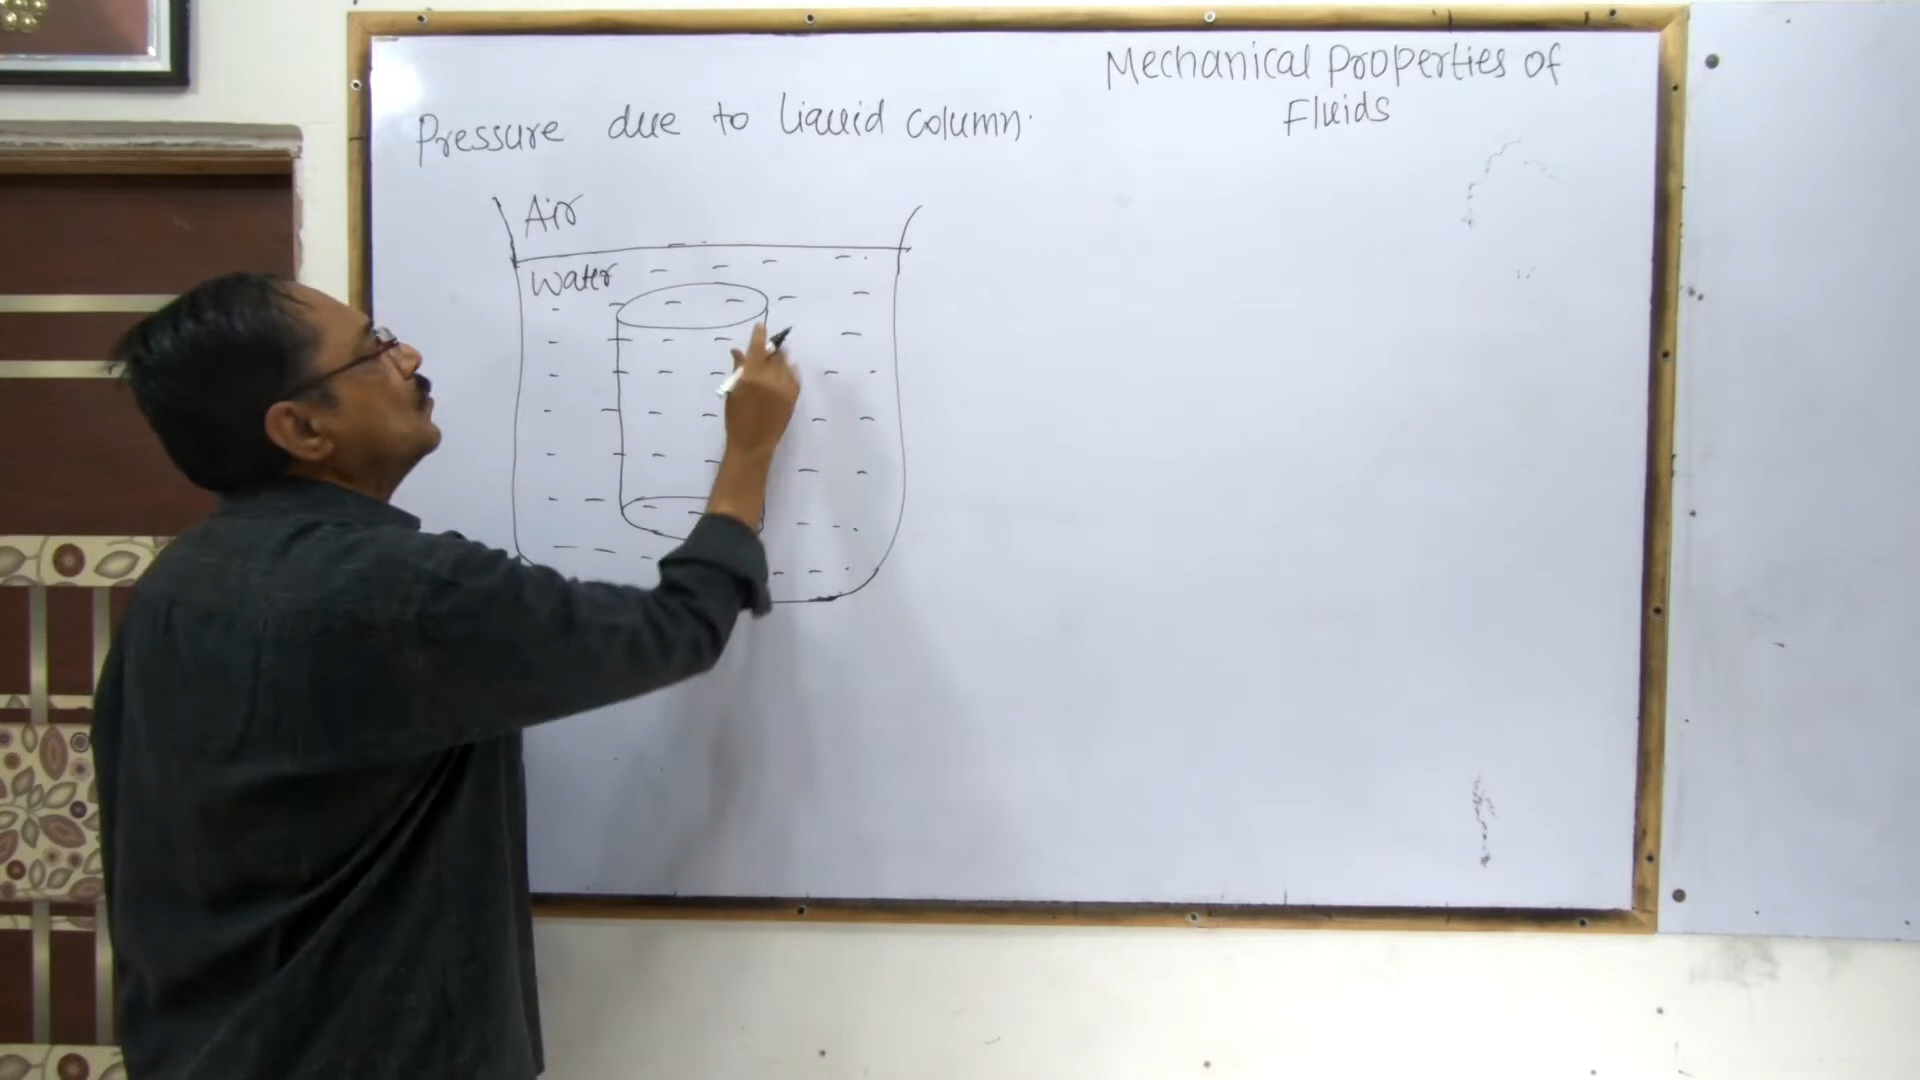 Mechanical Properties of
Fluids
Pressure due to liquid column.
Air
Water